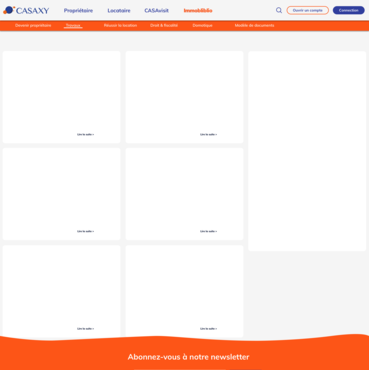 CASAXY
Propriétaire
Locataire
CASAvisit
Immobiblio
Ouvrir un compte
Connection
Devenir propriétaire
Travaux
Réussir la location
Droit & fiscalité
Domotique
Modèle de documents
Lire la suite »
Lire la suite »
Lire la suite »
Lire la suite »
Lire la suite »
Lire la suite »
Abonnez-vous à notre newsletter